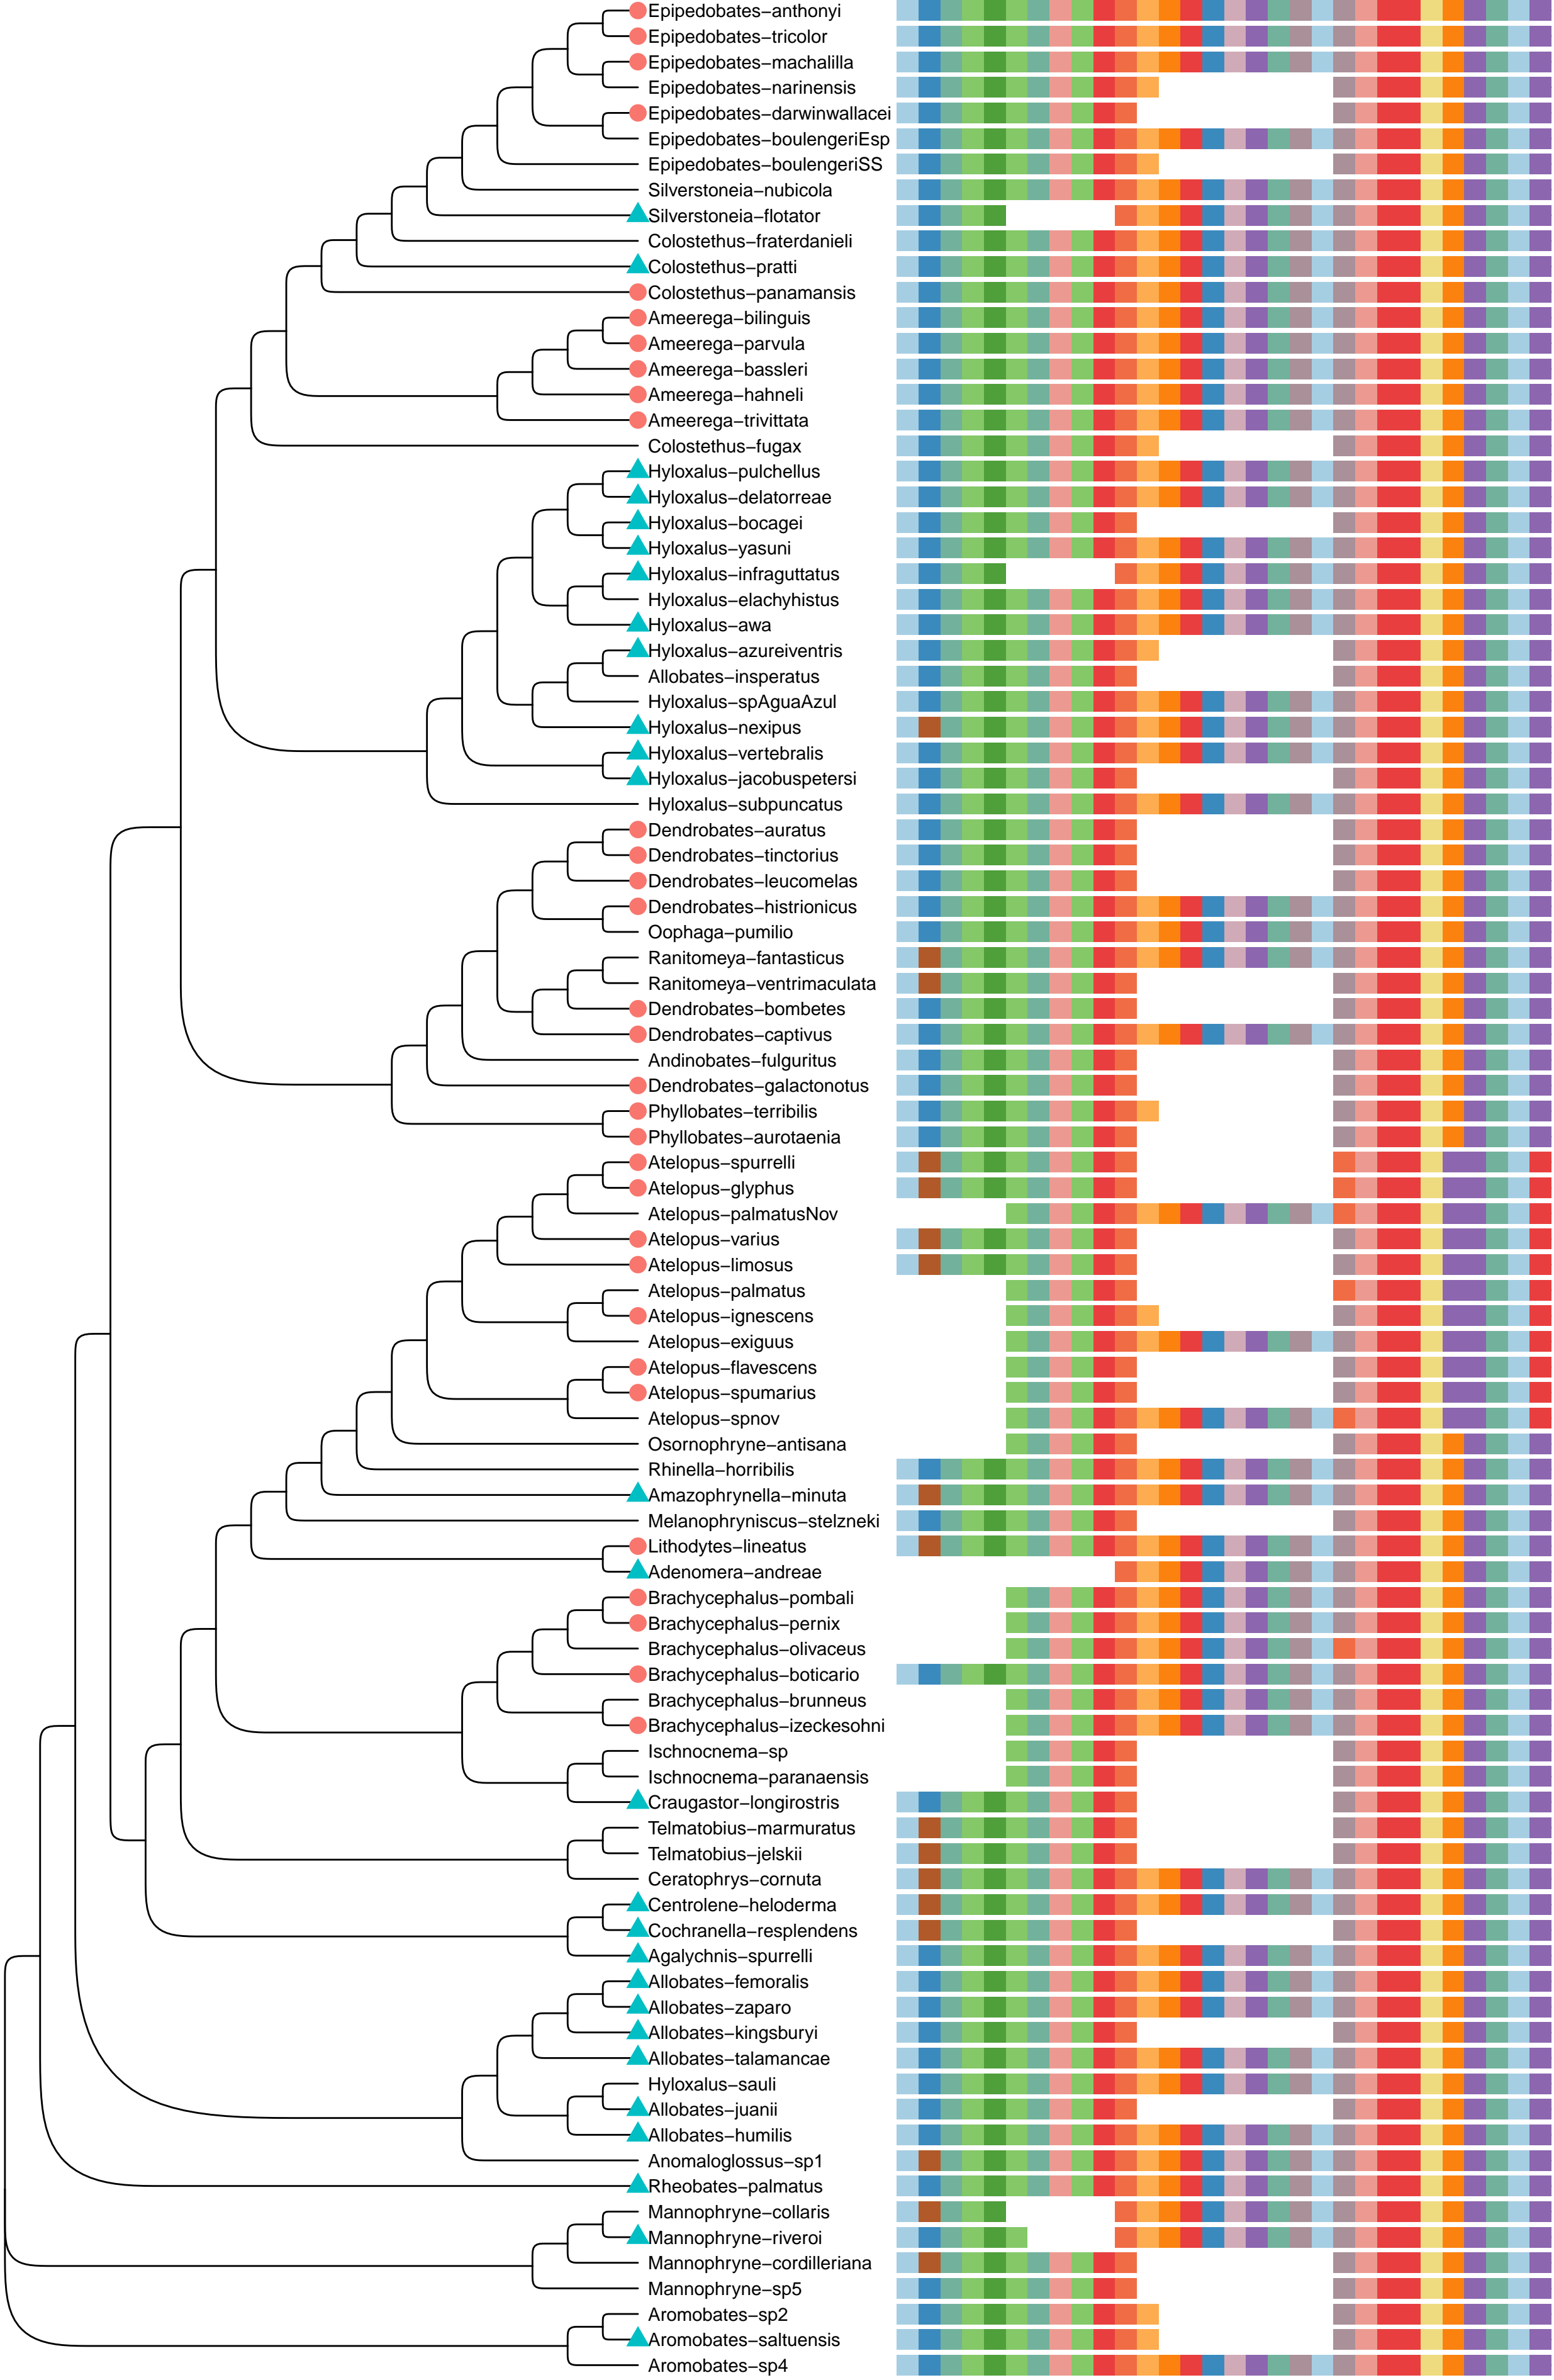 Epipedobates−anthonyi
Epipedobates−tricolor
Epipedobates−machalilla
Epipedobates−narinensis
Epipedobates−darwinwallacei
Epipedobates−boulengeriEsp
Epipedobates−boulengeriSS
Silverstoneia−nubicola
Silverstoneia−flotator
Colostethus−fraterdanieli
Colostethus−pratti
Colostethus−panamansis
Ameerega−bilinguis
Ameerega−parvula
Ameerega−bassleri
Ameerega−hahneli
Ameerega−trivittata
Colostethus−fugax
Hyloxalus−pulchellus
Hyloxalus−delatorreae
Hyloxalus−bocagei
Hyloxalus−yasuni
Hyloxalus−infraguttatus
Hyloxalus−elachyhistus
Hyloxalus−awa
Hyloxalus−azureiventris
Allobates−insperatus
Hyloxalus−spAguaAzul
Hyloxalus−nexipus
Hyloxalus−vertebralis
Hyloxalus−jacobuspetersi
Hyloxalus−subpuncatus
Dendrobates−auratus
Dendrobates−tinctorius
Dendrobates−leucomelas
Dendrobates−histrionicus
Oophaga−pumilio
Ranitomeya−fantasticus
Ranitomeya−ventrimaculata
Dendrobates−bombetes
Dendrobates−captivus
Andinobates−fulguritus
Dendrobates−galactonotus
Phyllobates−terribilis
Phyllobates−aurotaenia
Atelopus−spurrelli
Atelopus−glyphus
Atelopus−palmatusNov
Atelopus−varius
Atelopus−limosus
Atelopus−palmatus
Atelopus−ignescens
Atelopus−exiguus
Atelopus−flavescens
Atelopus−spumarius
Atelopus−spnov
Osornophryne−antisana
Rhinella−horribilis
Amazophrynella−minuta
Melanophryniscus−stelzneki
Lithodytes−lineatus
Adenomera−andreae
Brachycephalus−pombali
Brachycephalus−pernix
Brachycephalus−olivaceus
Brachycephalus−boticario
Brachycephalus−brunneus
Brachycephalus−izeckesohni
Ischnocnema−sp
Ischnocnema−paranaensis
Craugastor−longirostris
Telmatobius−marmuratus
Telmatobius−jelskii
Ceratophrys−cornuta
Centrolene−heloderma
Cochranella−resplendens
Agalychnis−spurrelli
Allobates−femoralis
Allobates−zaparo
Allobates−kingsburyi
Allobates−talamancae
Hyloxalus−sauli
Allobates−juanii
Allobates−humilis
Anomaloglossus−sp1
Rheobates−palmatus
Mannophryne−collaris
Mannophryne−riveroi
Mannophryne−cordilleriana
Mannophryne−sp5
Aromobates−sp2
Aromobates−saltuensis
Aromobates−sp4